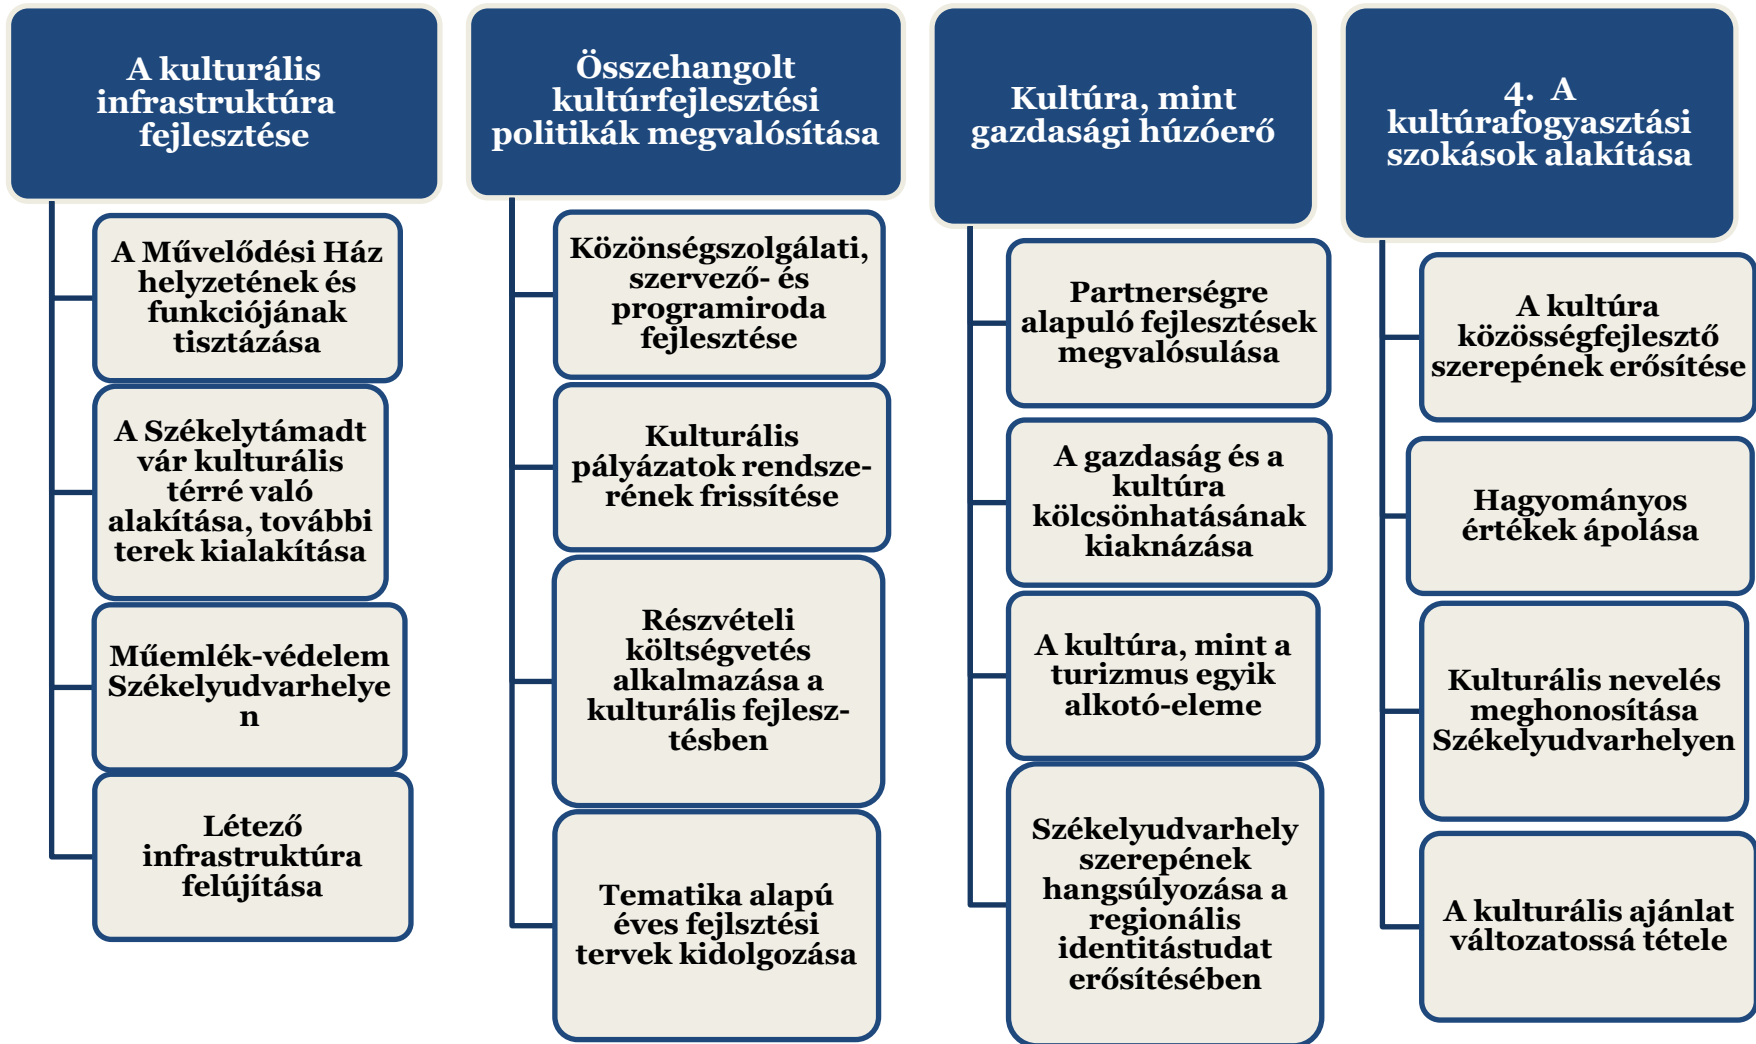 A kulturális
infrastruktúra
fejlesztése
A Művelődési Ház
helyzetének és
funkciójának
tisztázása
A Székelytámadt
vár kulturális
térré való
alakítása, további
terek kialakítása
Műemlék-védelem
Székelyudvarhelye
n
Létező
infrastruktúra
felújítása
Összehangolt
kultúrfejlesztési
politikák megvalósítása
Közönségszolgálati,
szervező- és
programiroda
fejlesztése
Kulturális
pályázatok rendsze-
rének frissítése
Részvételi
költségvetés
alkalmazása a
kulturális fejlesz-
tésben
Tematika alapú
éves fejlsztési
tervek kidolgozása
Kultúra, mint
gazdasági húzóerő
Partnerségre
alapuló fejlesztések
megvalósulása
A gazdaság és a
kultúra
kölcsönhatásának
kiaknázása
A kultúra, mint a
turizmus egyik
alkotó-eleme
Székelyudvarhely
szerepének
hangsúlyozása a
regionális
identitástudat
erősítésében
4. A
kultúrafogyasztási
szokások alakítása
A kultúra
közösségfejlesztő
szerepének erősítése
Hagyományos
értékek ápolása
Kulturális nevelés
meghonosítása
Székelyudvarhelyen
A kulturális ajánlat
változatossá tétele